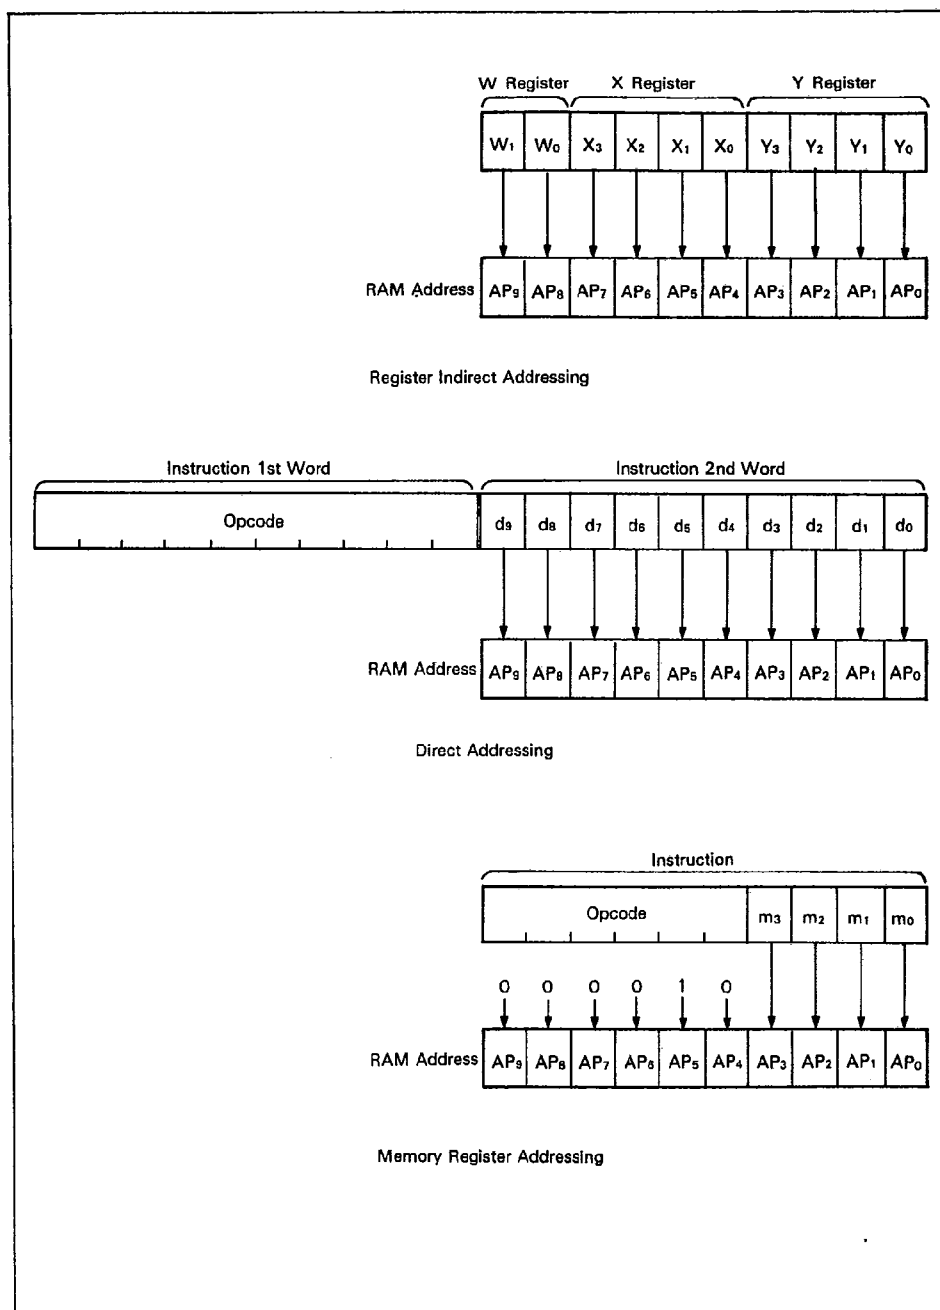 W Register X Register Y Register
W₁ W₀ X₃ X₂ X₁ X₀ Y₃ Y₂ Y₁ Y₀
RAM Address AP₉ AP₈ AP₇ AP₆ AP₅ AP₄ AP₃ AP₂ AP₁ AP₀
Register Indirect Addressing
Instruction 1st Word Instruction 2nd Word
Opcode d₉ d₈ d₇ d₆ d₅ d₄ d₃ d₂ d₁ d₀
RAM Address AP₉ AP₈ AP₇ AP₆ AP₅ AP₄ AP₃ AP₂ AP₁ AP₀
Direct Addressing
Instruction
Opcode m₃ m₂ m₁ m₀
0 0 0 0 1 0
RAM Address AP₉ AP₈ AP₇ AP₆ AP₅ AP₄ AP₃ AP₂ AP₁ AP₀
Memory Register Addressing